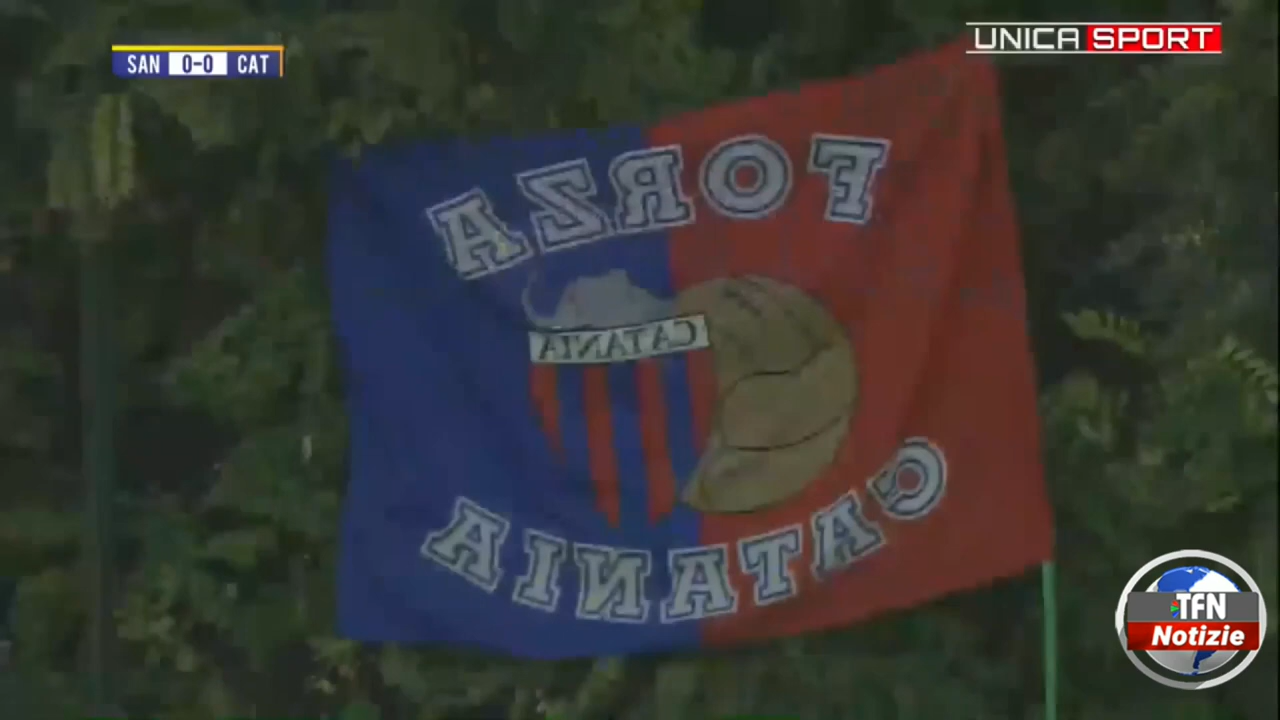 SAN 0-0 CAT
UNICA SPORT
FORZA
CATANIA
CATANIA
TFN
Notizie